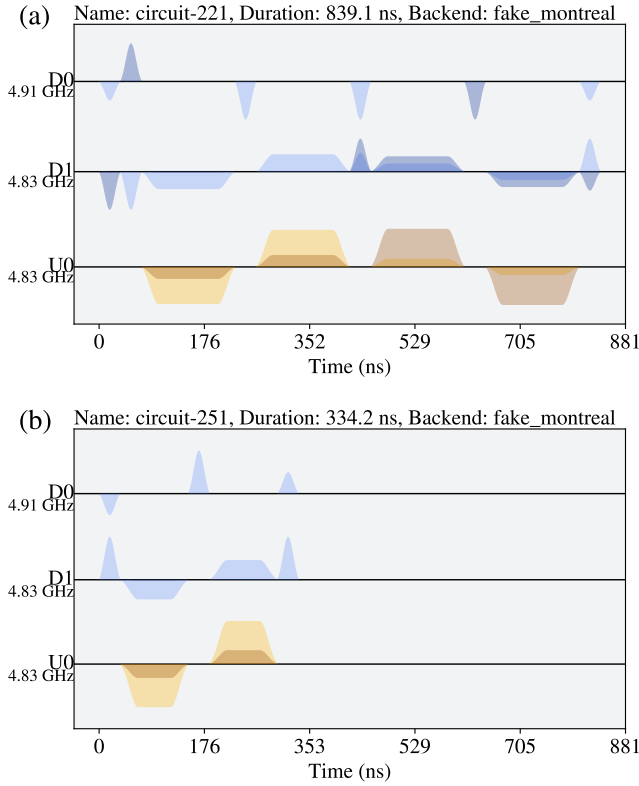 (a)
Name: circuit-221, Duration: 839.1 ns, Backend: fake_montreal
D0
4.91 GHz
D1
4.83 GHz
U0
4.83 GHz
0 176 352 529 705 881
Time (ns)
(b)
Name: circuit-251, Duration: 334.2 ns, Backend: fake_montreal
D0
4.91 GHz
D1
4.83 GHz
U0
4.83 GHz
0 176 353 529 705 881
Time (ns)